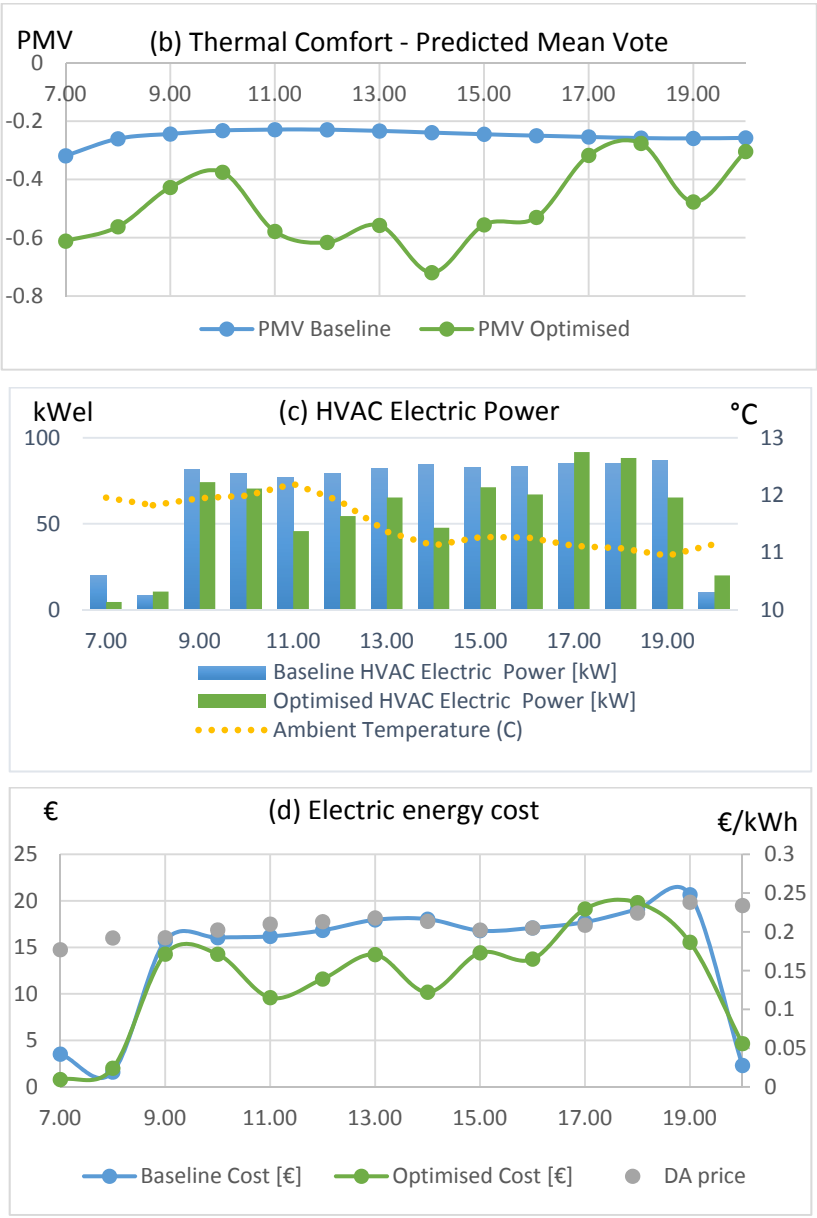 PMV (b) Thermal Comfort - Predicted Mean Vote
0
7.00 9.00 11.00 13.00 15.00 17.00 19.00
-0.2
-0.4
-0.6
-0.8
PMV Baseline PMV Optimised
kWel (c) HVAC Electric Power °C
100 13
12
50
11
0 10
7.00 9.00 11.00 13.00 15.00 17.00 19.00
Baseline HVAC Electric Power [kW]
Optimised HVAC Electric Power [kW]
Ambient Temperature (C)
€ (d) Electric energy cost €/kWh
25 0.3
20 0.25
0.2
15
0.15
10
0.1
5 0.05
0 0
7.00 9.00 11.00 13.00 15.00 17.00 19.00
Baseline Cost [€] Optimised Cost [€] DA price